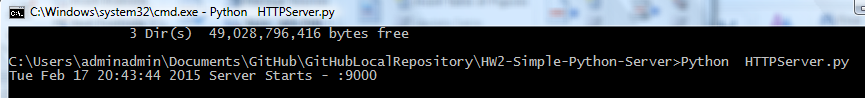 C:\Windows\system32\cmd.exe - Python  HTTPServer.py
3 Dir(s)  49,028,796,416 bytes free
C:\Users\adminadmin\Documents\GitHub\GitHubLocalRepository\HW2-Simple-Python-Server>Python  HTTPServer.py
Tue Feb 17 20:43:44 2015 Server Starts - :9000